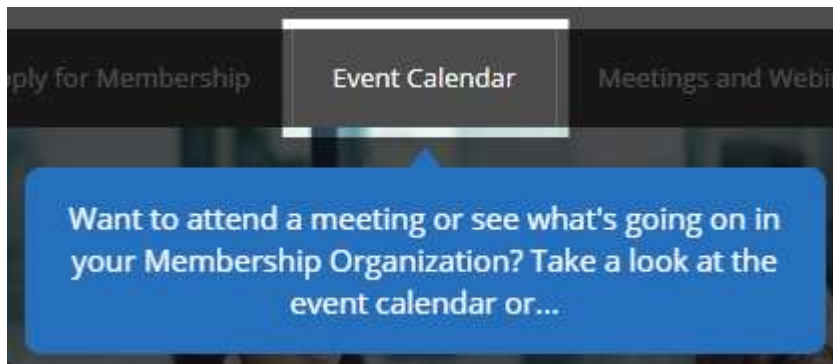 ply for Membership Event Calendar Meetings and Webi
Want to attend a meeting or see what's going on in
your Membership Organization? Take a look at the
event calendar or...